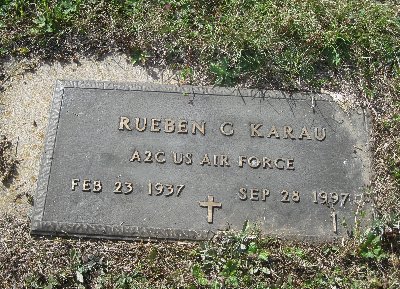 RUEBEN C KARAU
A2C US AIR FORCE
FEB 23 1937 SEP 28 1997